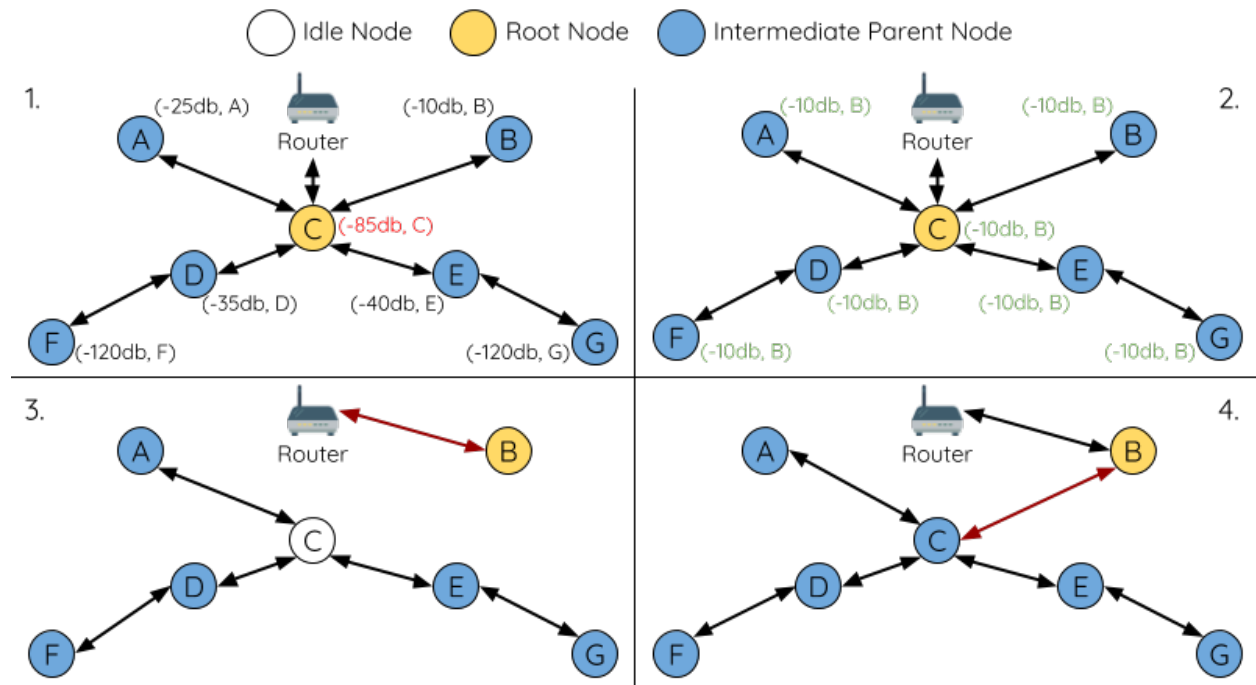 Idle Node
Root Node
Intermediate Parent Node
1.
(-25db, A)
(-10db, B)
A
Router
B
C
(-85db, C)
D
E
(-35db, D)
(-40db, E)
F
(-120db, F)
(-120db, G)
G
2.
(-10db, B)
(-10db, B)
A
Router
B
C
(-10db, B)
D
E
(-10db, B)
(-10db, B)
F
(-10db, B)
(-10db, B)
G
3.
A
Router
B
C
D
E
F
G
4.
A
Router
B
C
D
E
F
G